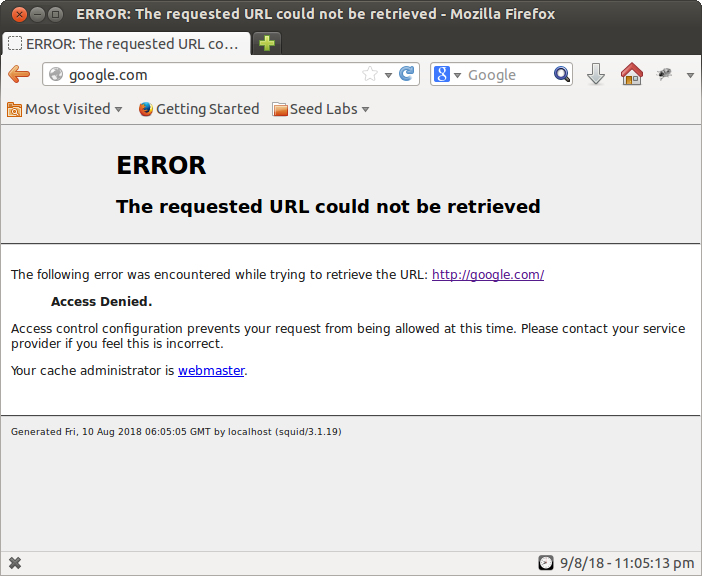 ERROR: The requested URL could not be retrieved - Mozilla Firefox
ERROR: The requested URL co...
google.com
Google
Most Visited
Getting Started
Seed Labs
ERROR
The requested URL could not be retrieved
The following error was encountered while trying to retrieve the URL: http://google.com/
Access Denied.
Access control configuration prevents your request from being allowed at this time. Please contact your service
provider if you feel this is incorrect.
Your cache administrator is webmaster.
Generated Fri, 10 Aug 2018 06:05:05 GMT by localhost (squid/3.1.19)
9/8/18 - 11:05:13 pm